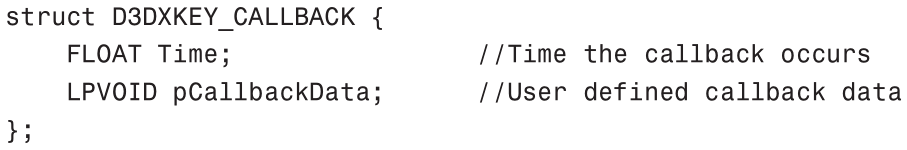 struct D3DXKEY_CALLBACK {
    FLOAT Time;                //Time the callback occurs
    LPVOID pCallbackData;      //User defined callback data
};